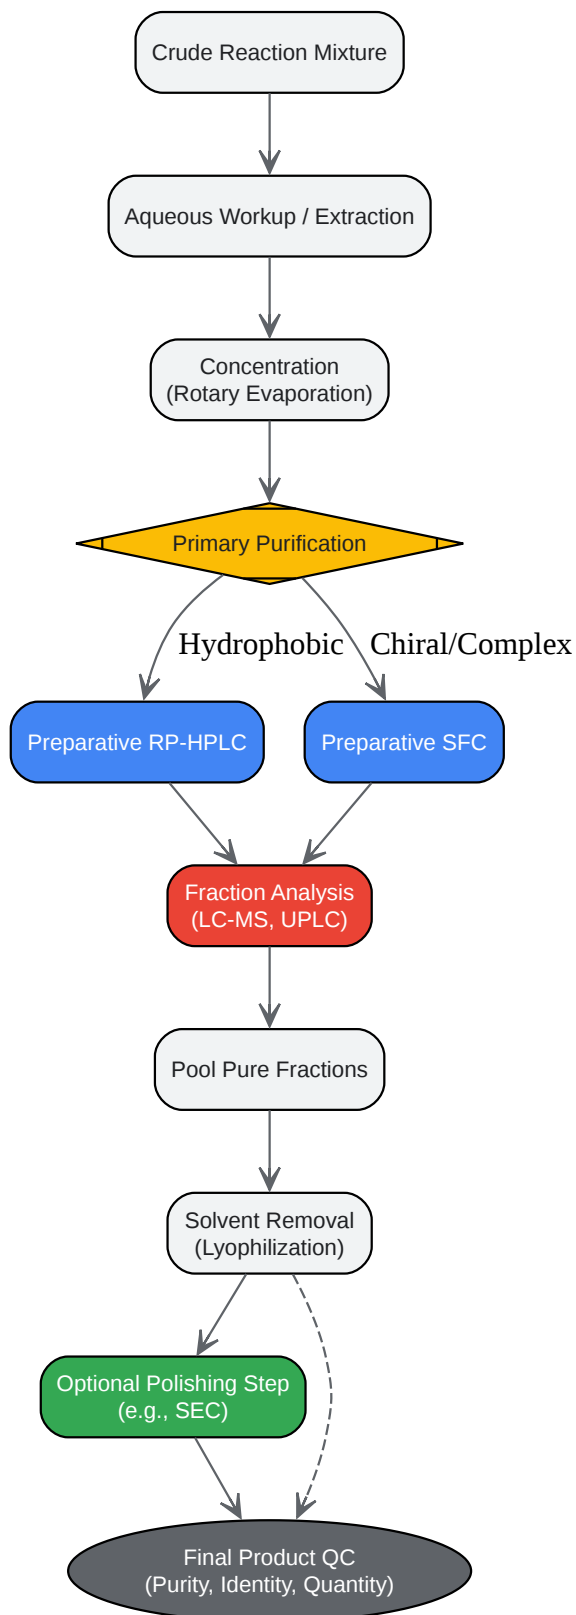 Crude Reaction Mixture
Aqueous Workup / Extraction
Concentration
(Rotary Evaporation)
Primary Purification
Hydrophobic
Chiral/Complex
Preparative RP-HPLC
Preparative SFC
Fraction Analysis
(LC-MS, UPLC)
Pool Pure Fractions
Solvent Removal
(Lyophilization)
Optional Polishing Step
(e.g., SEC)
Final Product QC
(Purity, Identity, Quantity)